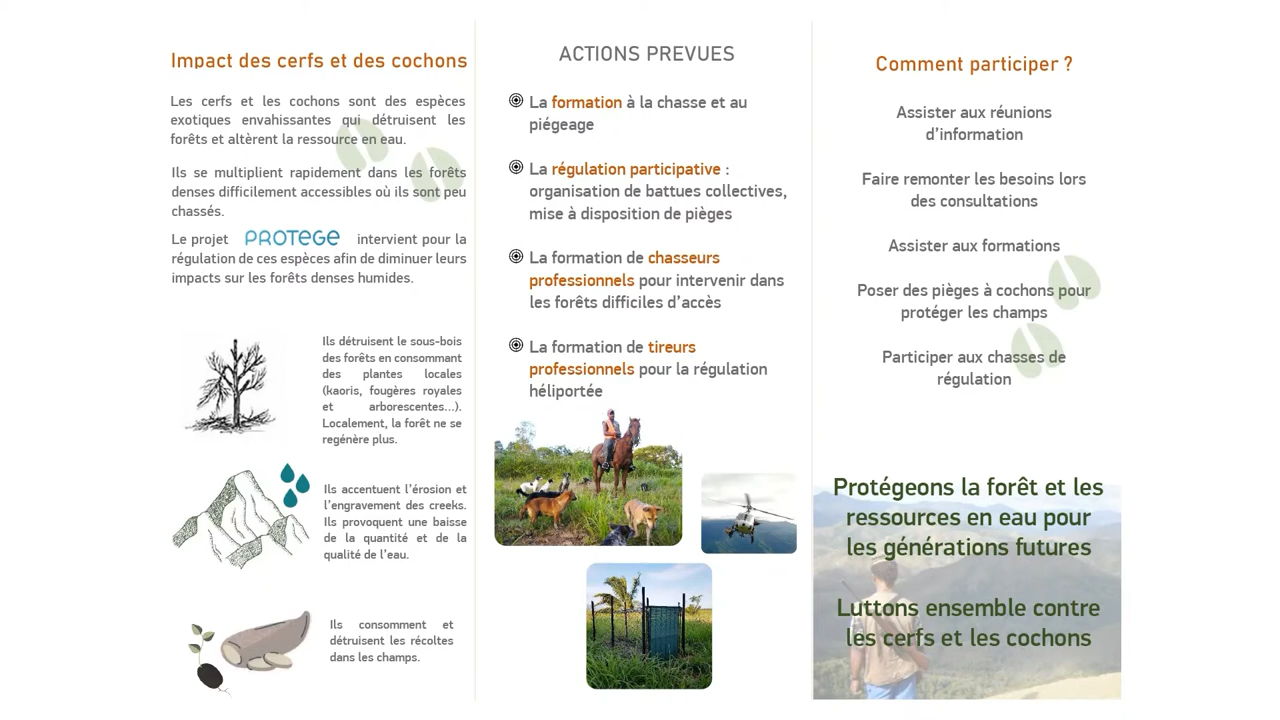 Impact des cerfs et des cochons
Les cerfs et les cochons sont des espèces
exotiques envahissantes qui détruisent les
forêts et altèrent la ressource en eau.
Ils se multiplient rapidement dans les forêts
denses difficilement accessibles où ils sont peu
chassés.
Le projet PROTEGE intervient pour la
régulation de ces espèces afin de diminuer leurs
impacts sur les forêts denses humides.
Ils détruisent le sous-bois
des forêts en consommant
des plantes locales
(kaoris, fougères royales
et arborescentes...).
Localement, la forêt ne se
regénère plus.
Ils accentuent l'érosion et
l'engravement des creeks.
Ils provoquent une baisse
de la quantité et de la
qualité de l'eau.
Ils consomment et
détruisent les récoltes
dans les champs.
ACTIONS PREVUES
La formation à la chasse et au
piégeage
La régulation participative :
organisation de battues collectives,
mise à disposition de pièges
La formation de chasseurs
professionnels pour intervenir dans
les forêts difficiles d'accès
La formation de tireurs
professionnels pour la régulation
héliportée
Comment participer ?
Assister aux réunions
d'information
Faire remonter les besoins lors
des consultations
Assister aux formations
Poser des pièges à cochons pour
protéger les champs
Participer aux chasses de
régulation
Protégeons la forêt et les
ressources en eau pour
les générations futures
Luttons ensemble contre
les cerfs et les cochons